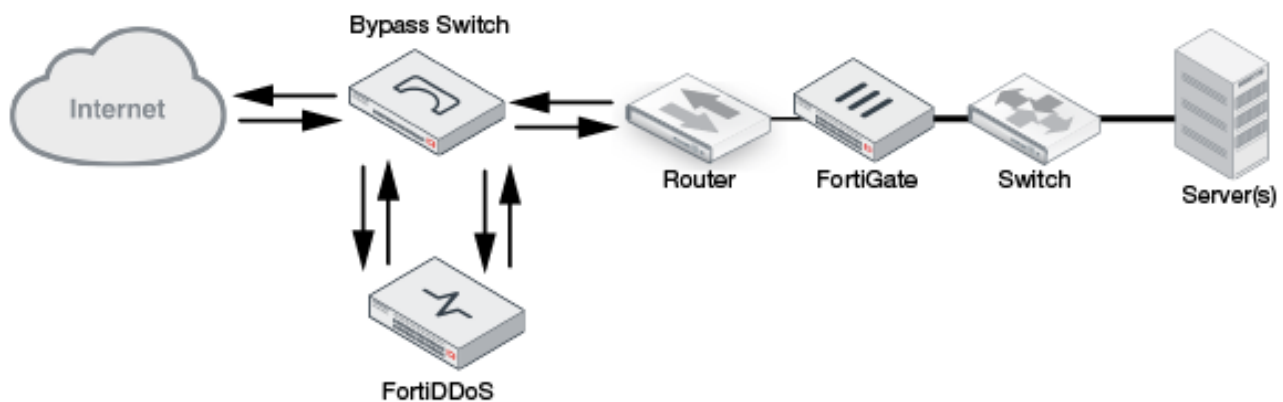 Bypass Switch
Internet
Router
FortiGate
Switch
Server(s)
FortiDDoS